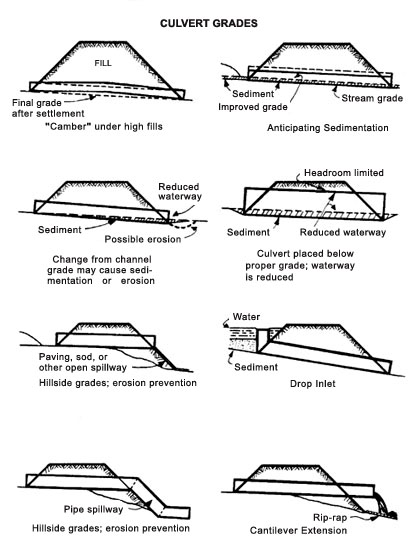 CULVERT GRADES
FILL
Final grade
after settlement
"Camber" under high fills
Sediment
Improved grade
Stream grade
Anticipating Sedimentation
Reduced
waterway
Sediment
Possible erosion
Change from channel
grade may cause sedi-
mentation or erosion
Headroom limited
Sediment
Reduced waterway
Culvert placed below
proper grade; waterway
is reduced
Paving, sod, or
other open spillway
Hillside grades; erosion prevention
Water
Sediment
Drop Inlet
Pipe spillway
Hillside grades; erosion prevention
Rip-rap
Cantilever Extension